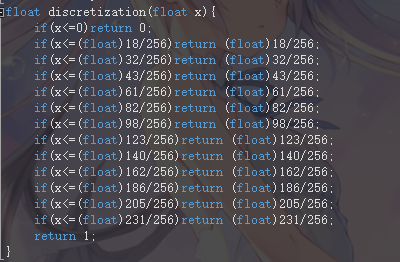 float discretization(float x){
if(x<=0)return 0;
if(x<=(float)18/256)return (float)18/256;
if(x<=(float)32/256)return (float)32/256;
if(x<=(float)43/256)return (float)43/256;
if(x<=(float)61/256)return (float)61/256;
if(x<=(float)82/256)return (float)82/256;
if(x<=(float)98/256)return (float)98/256;
if(x<=(float)123/256)return (float)123/256;
if(x<=(float)140/256)return (float)140/256;
if(x<=(float)162/256)return (float)162/256;
if(x<=(float)186/256)return (float)186/256;
if(x<=(float)205/256)return (float)205/256;
if(x<=(float)231/256)return (float)231/256;
return 1;
}